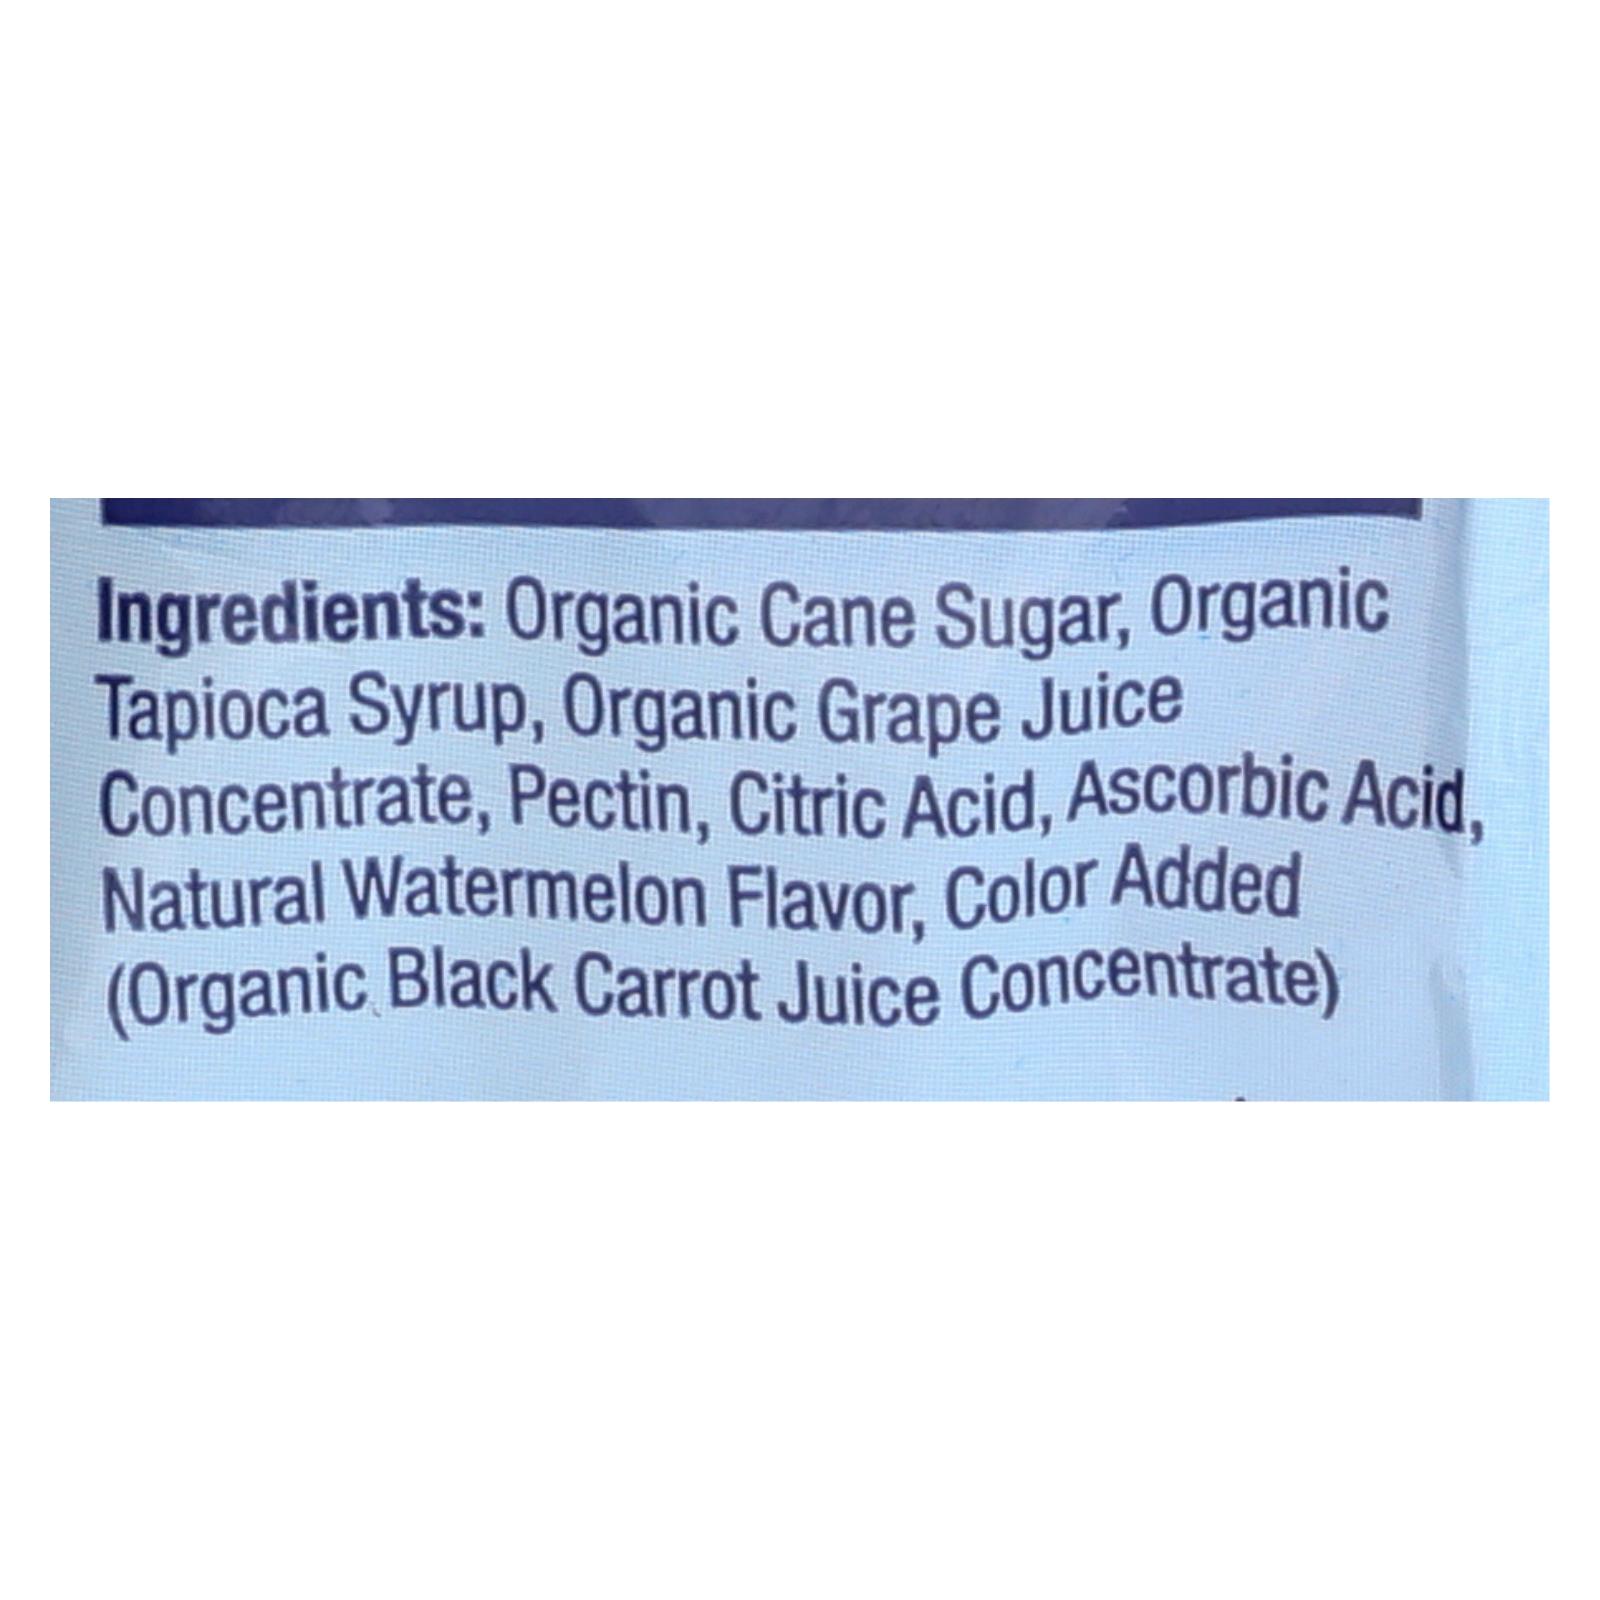 Ingredients: Organic Cane Sugar, Organic
Tapioca Syrup, Organic Grape Juice
Concentrate, Pectin, Citric Acid, Ascorbic Acid,
Natural Watermelon Flavor, Color Added
(Organic Black Carrot Juice Concentrate)